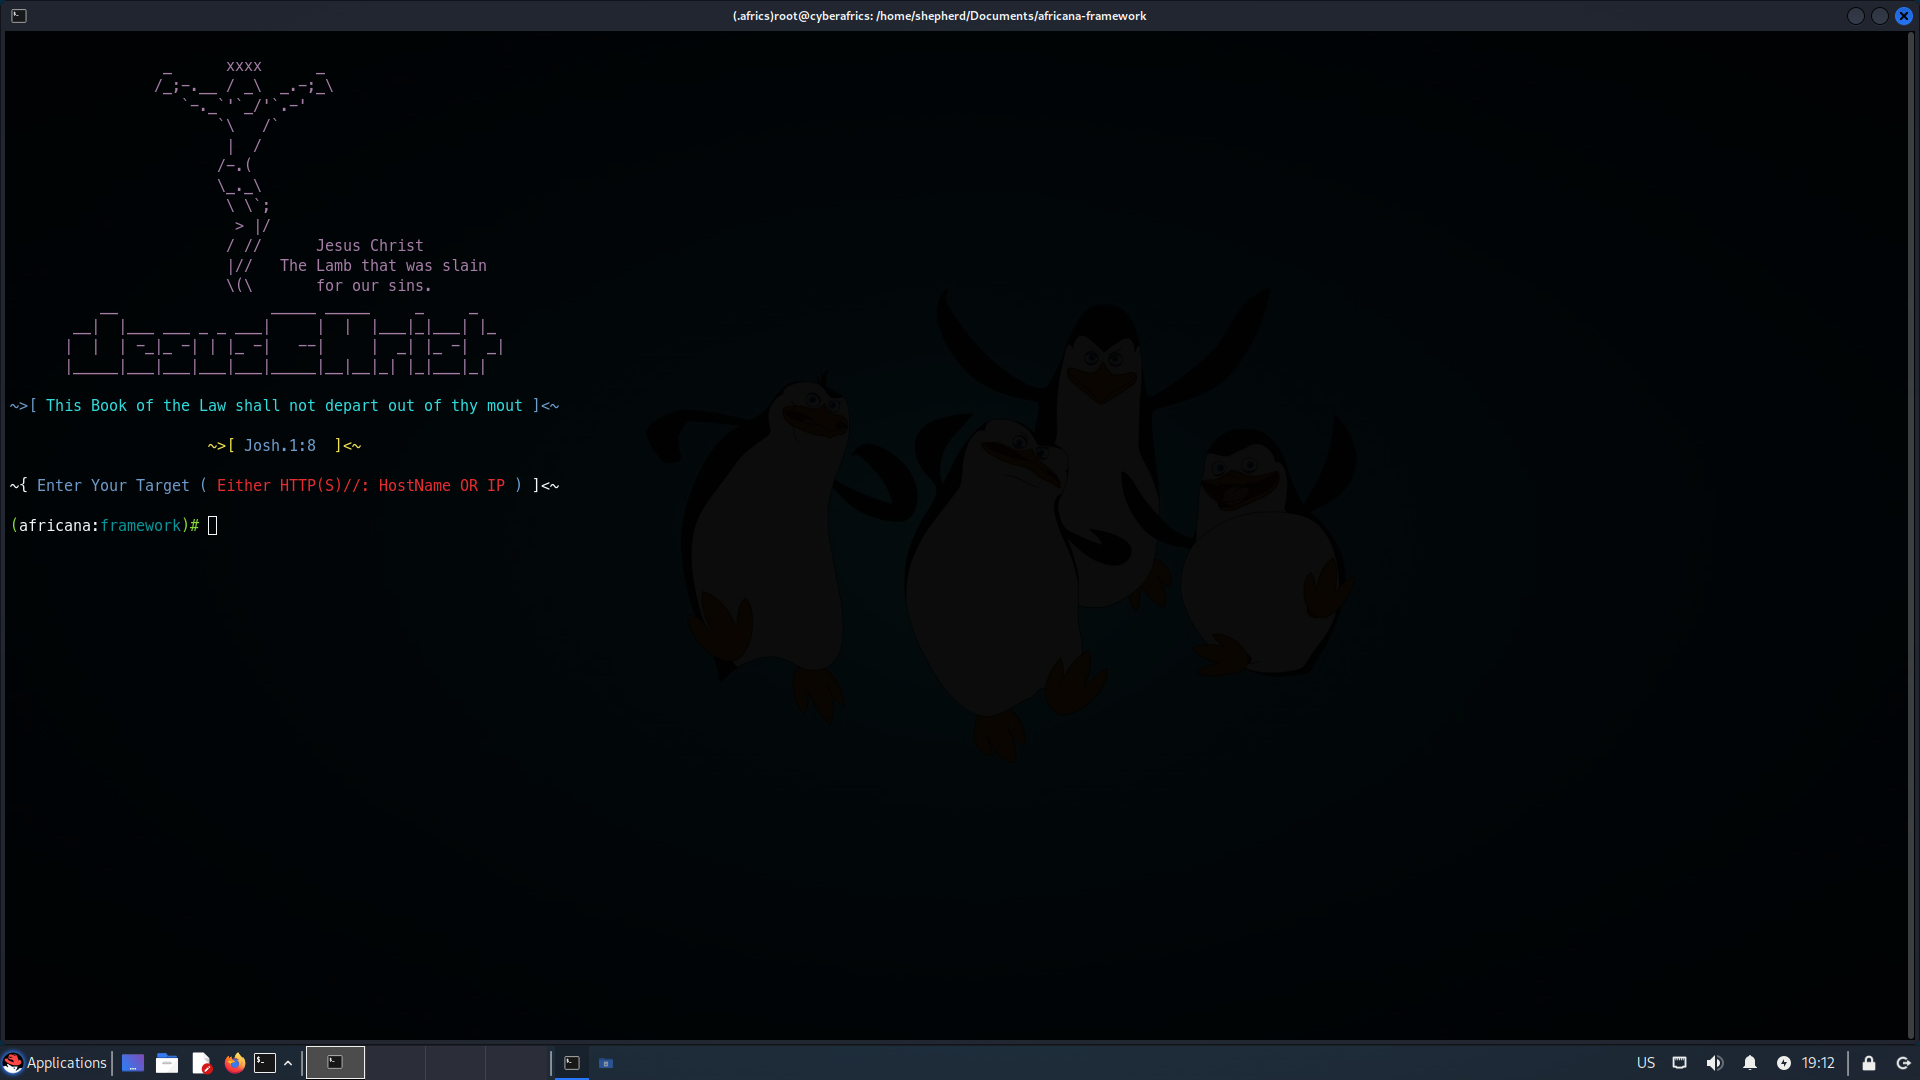 (.africs)root@cyberafrics: /home/shepherd/Documents/africana-framework
xxxx
Jesus Christ
The Lamb that was slain
for our sins.
JesusCHrist
~>[ This Book of the Law shall not depart out of thy mout ]<~
~>[ Josh.1:8  ]<~
~{ Enter Your Target ( Either HTTP(S)//: HostName OR IP ) ]<~
(africana:framework)#
Applications
US
19:12